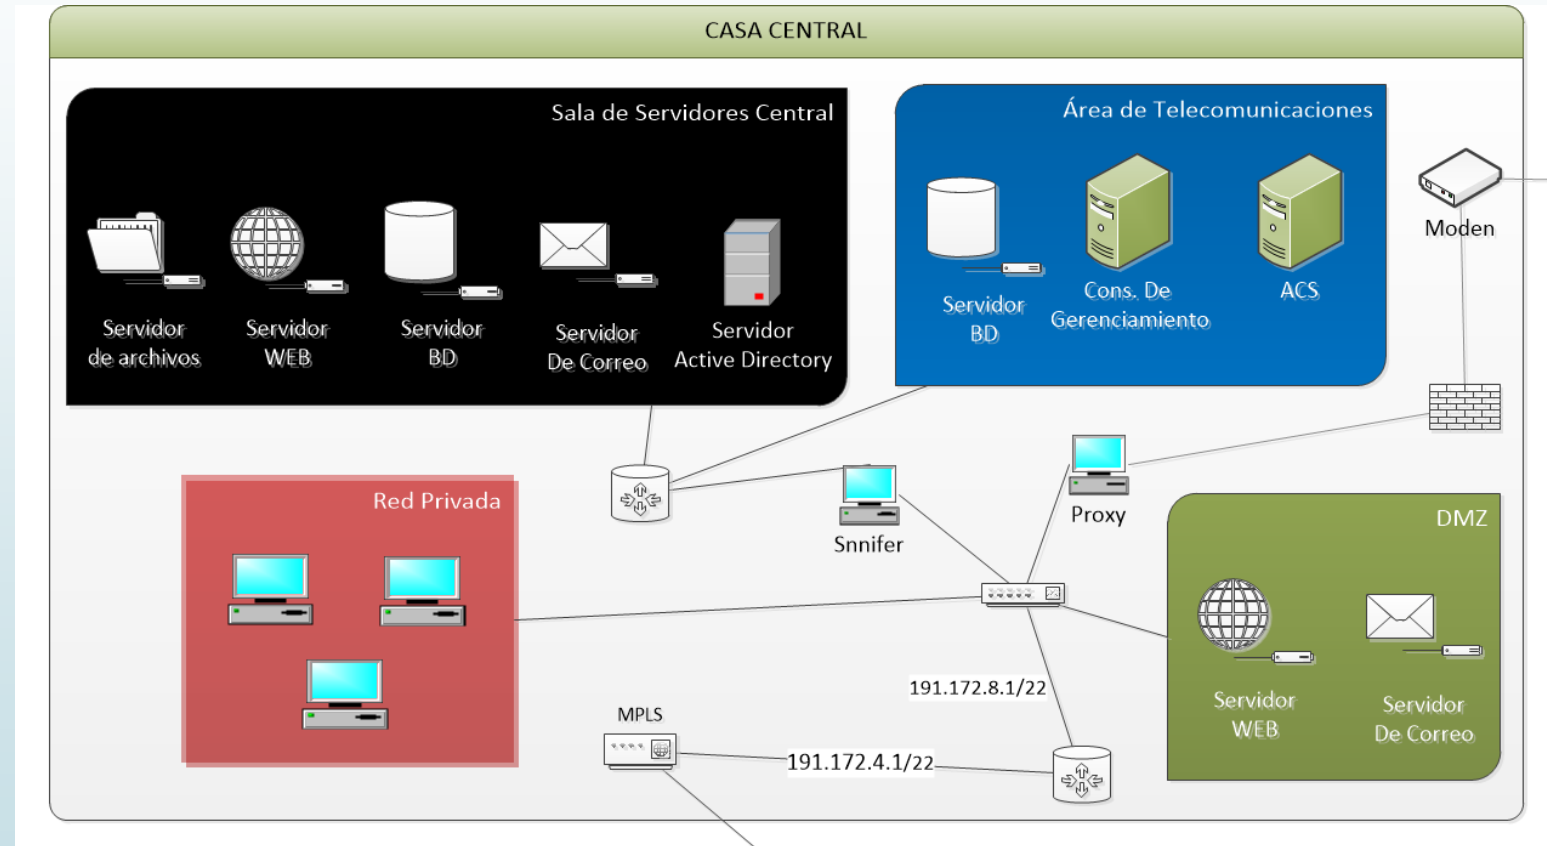 CASA CENTRAL
Sala de Servidores Central
Servidor
de archivos
Servidor
WEB
Servidor
BD
Servidor
De Correo
Servidor
Active Directory
Área de Telecomunicaciones
Servidor
BD
Cons. De
Gerenciamiento
ACS
Moden
Red Privada
Snnifer
Proxy
DMZ
Servidor
WEB
Servidor
De Correo
191.172.8.1/22
MPLS
191.172.4.1/22